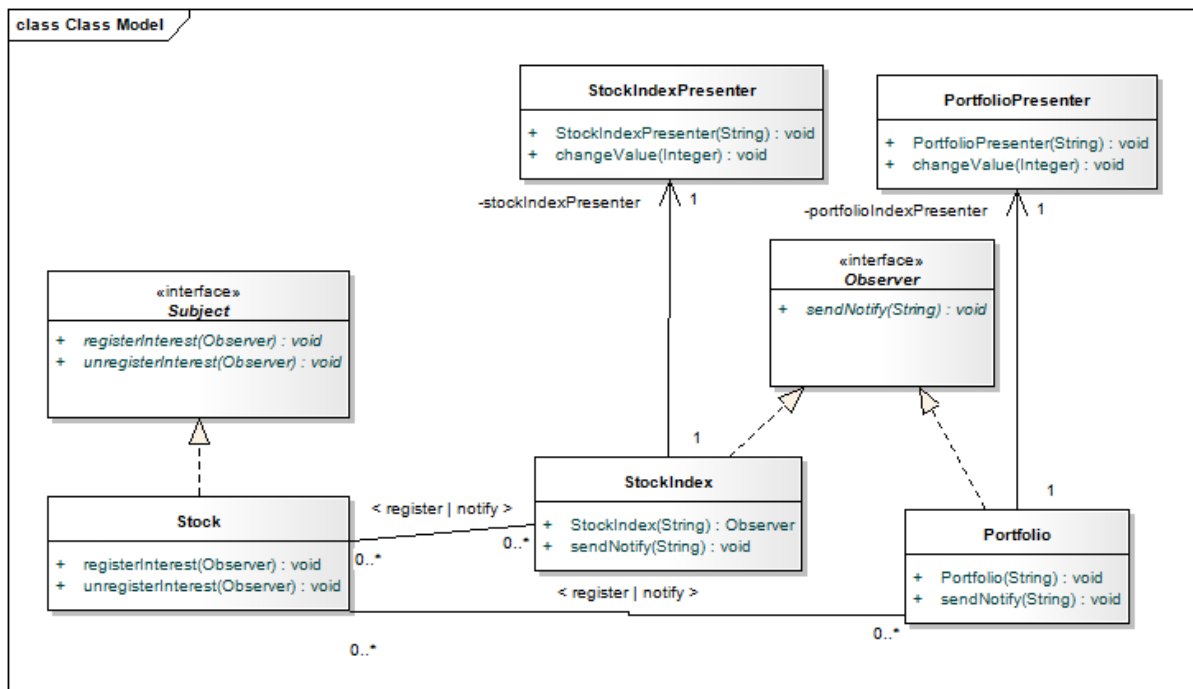 class Class Model
StockIndexPresenter
+ StockIndexPresenter(String) : void
+ changeValue(Integer) : void
PortfolioPresenter
+ PortfolioPresenter(String) : void
+ changeValue(Integer) : void
-stockIndexPresenter
1
-portfolioIndexPresenter
1
«interface»
Subject
+ registerInterest(Observer) : void
+ unregisterInterest(Observer) : void
«interface»
Observer
+ sendNotify(String) : void
1
StockIndex
+ StockIndex(String) : Observer
+ sendNotify(String) : void
1
Stock
+ registerInterest(Observer) : void
+ unregisterInterest(Observer) : void
< register | notify >
0..*
0..*
Portfolio
+ Portfolio(String) : void
+ sendNotify(String) : void
< register | notify >
0..*
0..*